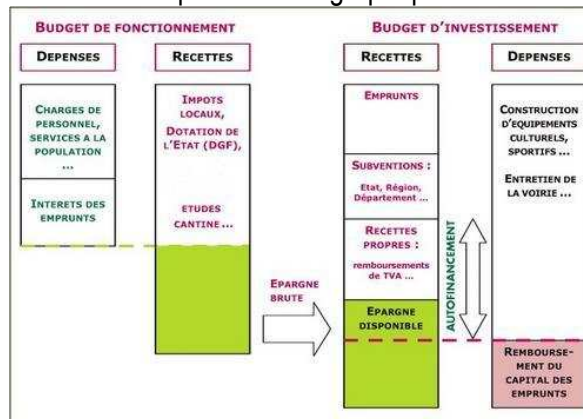 BUDGET DE FONCTIONNEMENT
DEPENSES
RECETTES
CHARGES DE
PERSONNEL,
SERVICES A LA
POPULATION
...
INTERETS DES
EMPRUNTS
IMPOTS
LOCAUX,
DOTATION DE
L'ETAT (DGF),
ETUDES
CANTINE ...
EPARGNE
BRUTE
BUDGET D'INVESTISSEMENT
RECETTES
DEPENSES
EMPRUNTS
SUBVENTIONS :
Etat, Région,
Département ...
RECETTES
PROPRES :
remboursements
de TVA ...
EPARGNE
DISPONIBLE
AUTOFINANCEMENT
CONSTRUCTION
D'EQUIPEMENTS
CULTURELS,
SPORTIFS ...
ENTRETIEN DE
LA VOIRIE ...
REMBOURSE-
MENT DU
CAPITAL DES
EMPRUNTS